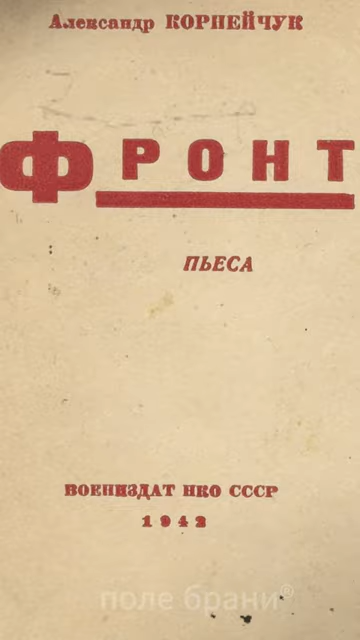 Александр КОРНЕЙЧУК
ФРОНТ
ПЬЕСА
ВОЕНИЗДАТ НКО СССР
1942
поле брани®